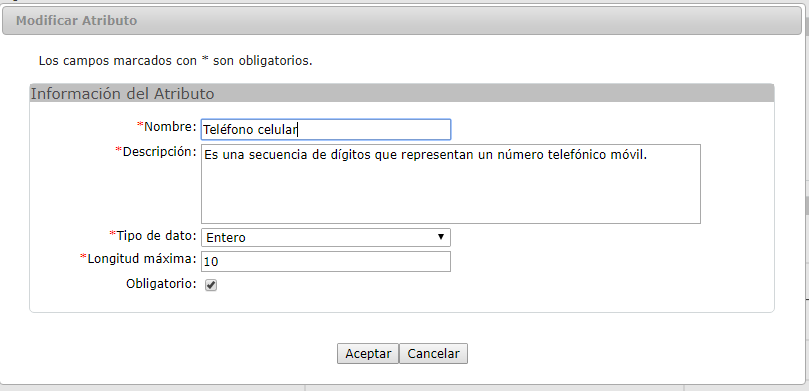 Modificar Atributo
Los campos marcados con * son obligatorios.
Información del Atributo
*Nombre: Teléfono celular
*Descripción: Es una secuencia de dígitos que representan un número telefónico móvil.
*Tipo de dato: Entero
*Longitud máxima: 10
Obligatorio:
Aceptar Cancelar